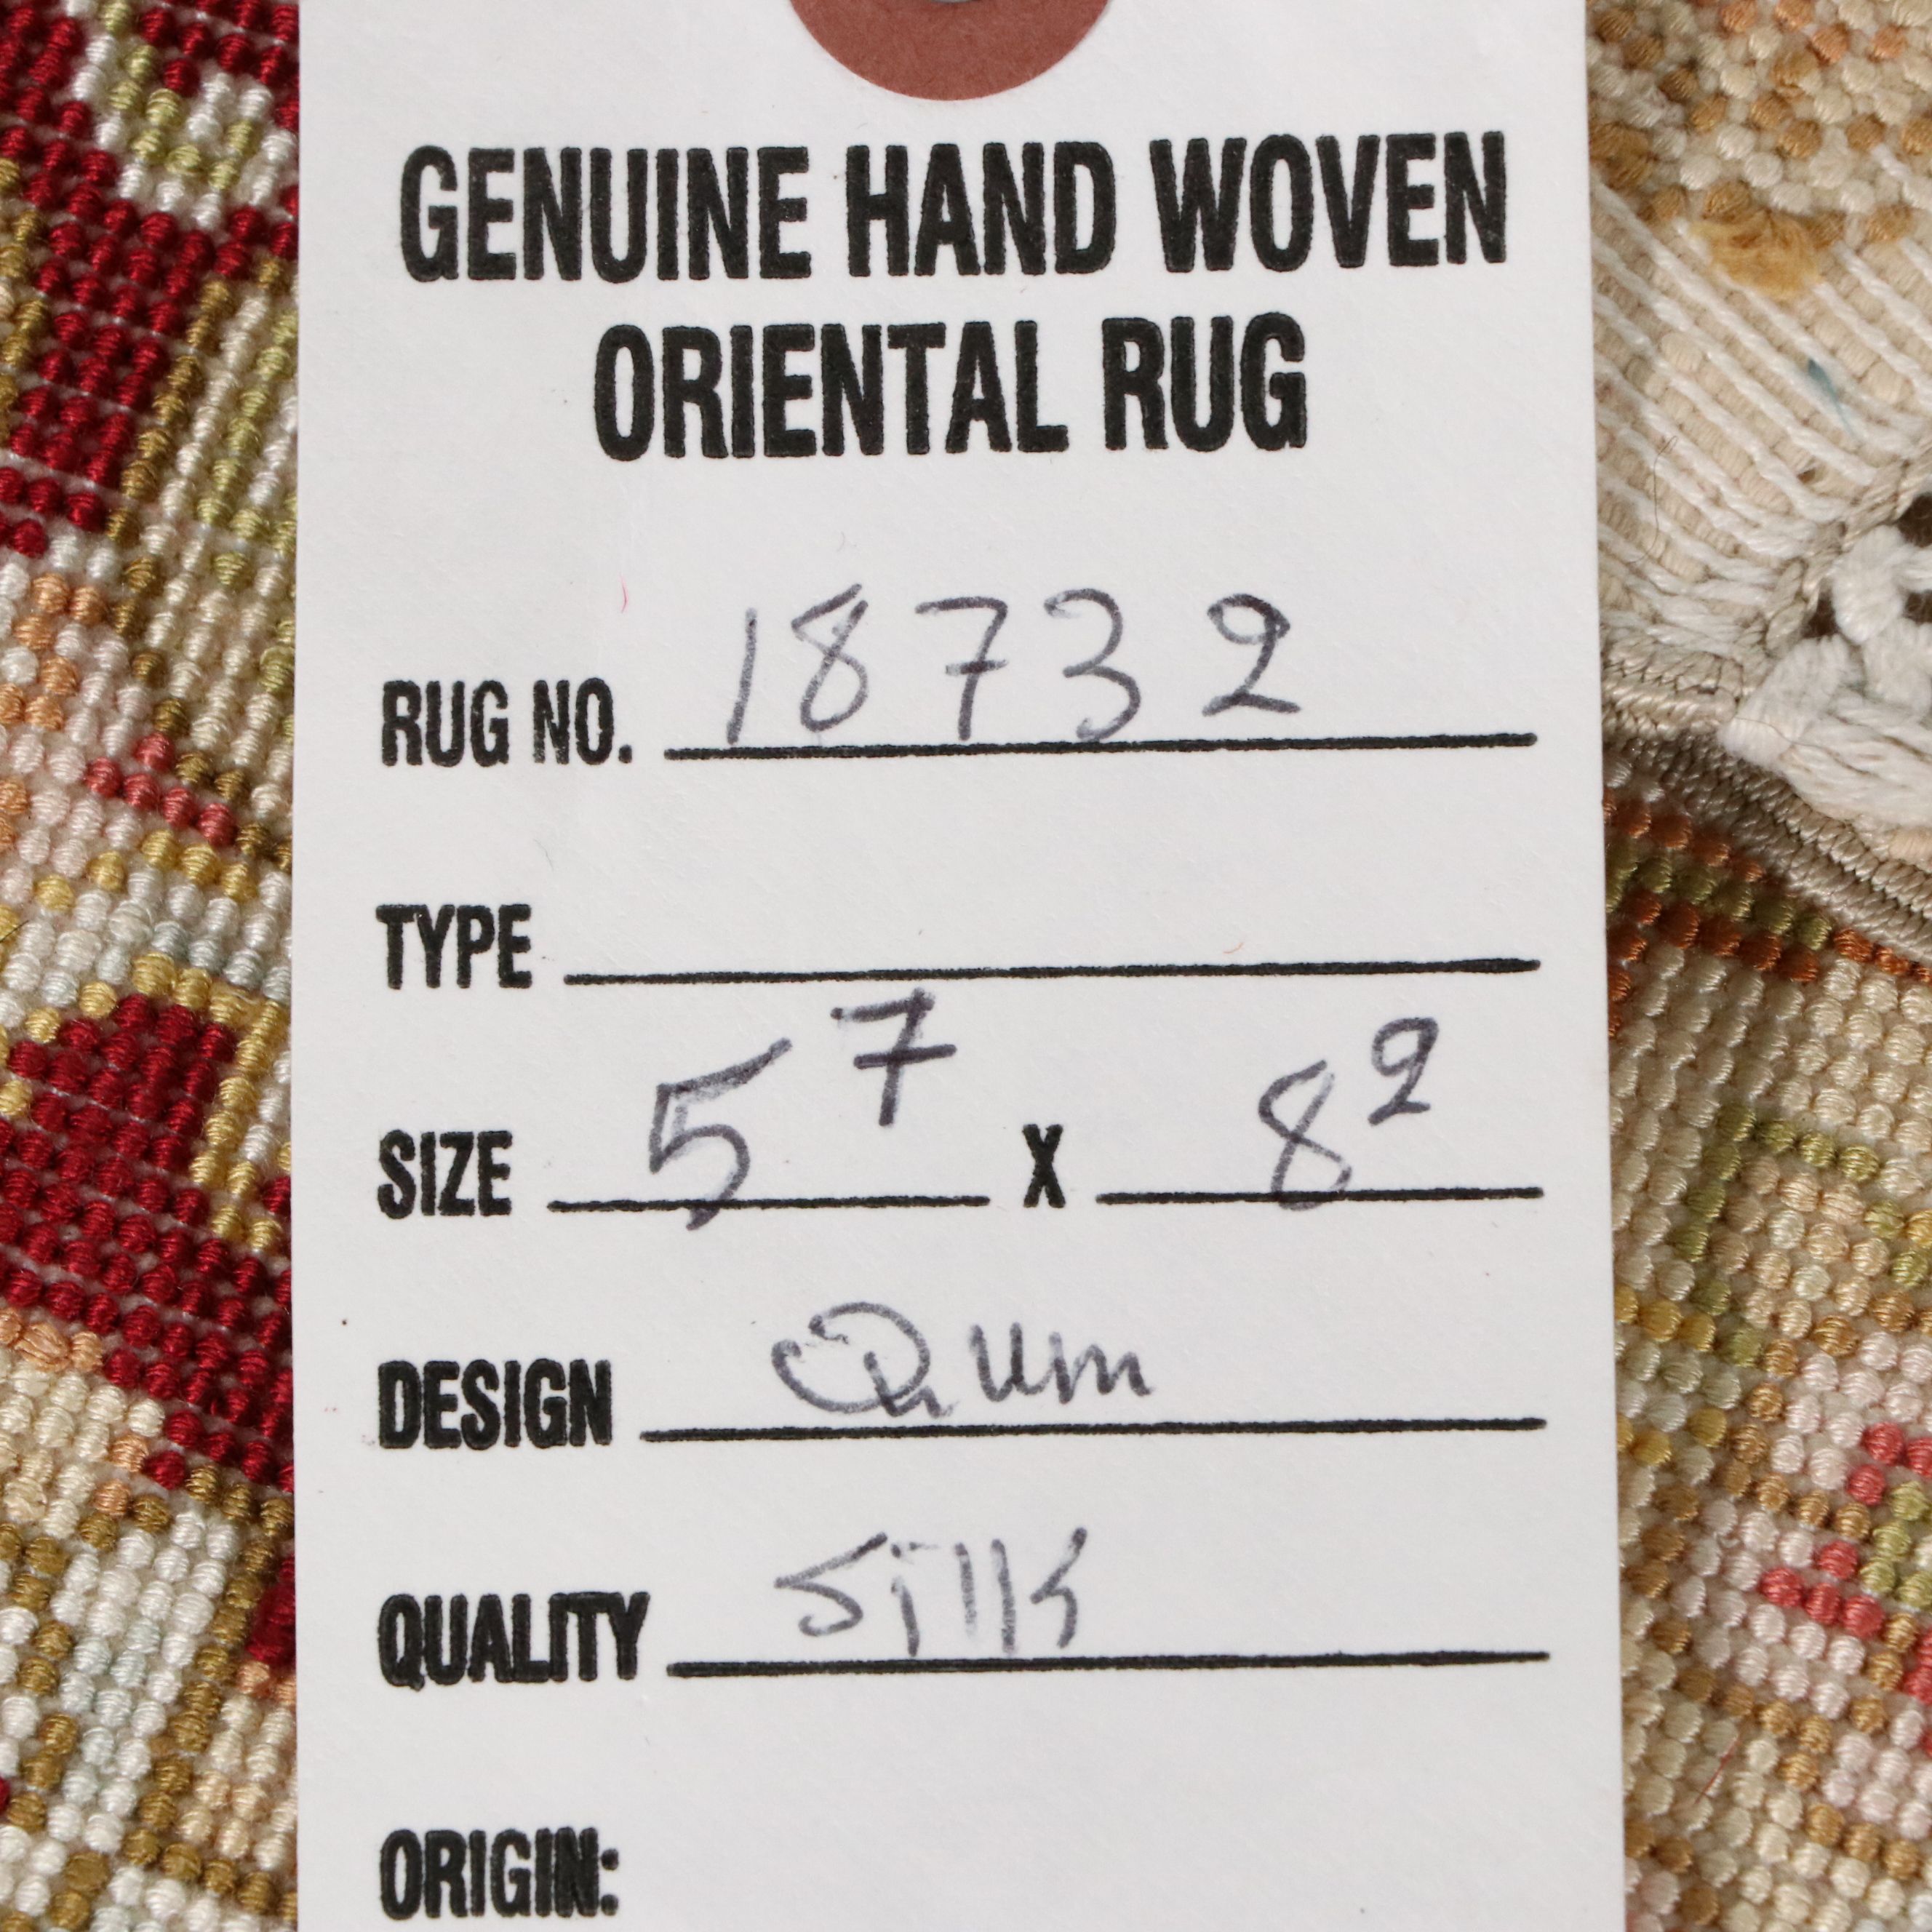 GENUINE HAND WOVEN
ORIENTAL RUG
RUG NO. 18732
TYPE
SIZE 5 7 X 8 2
DESIGN Qum
QUALITY Silk
ORIGIN: